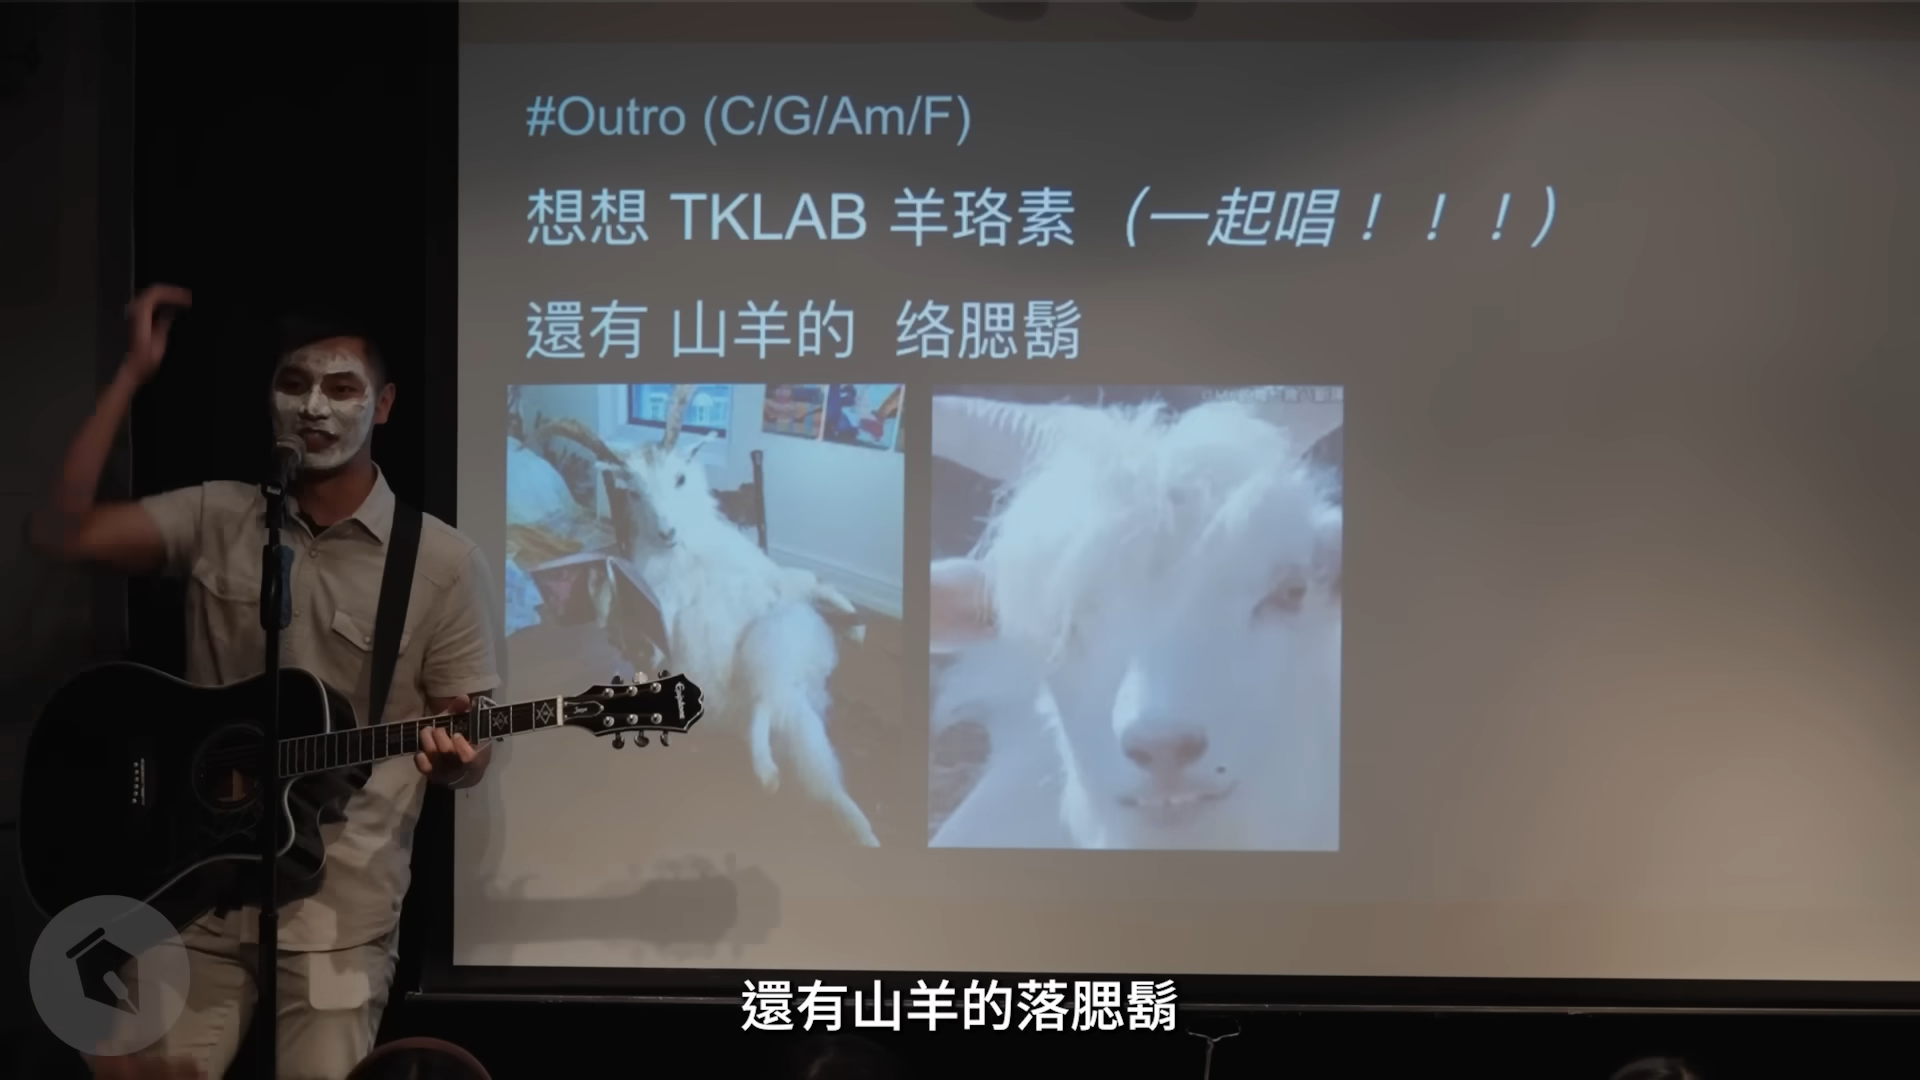 #Outro (C/G/Am/F)
想想 TKLAB 羊珞素 (一起唱！！！)
還有 山羊的 络腮鬍
Epiphone
還有山羊的落腮鬍